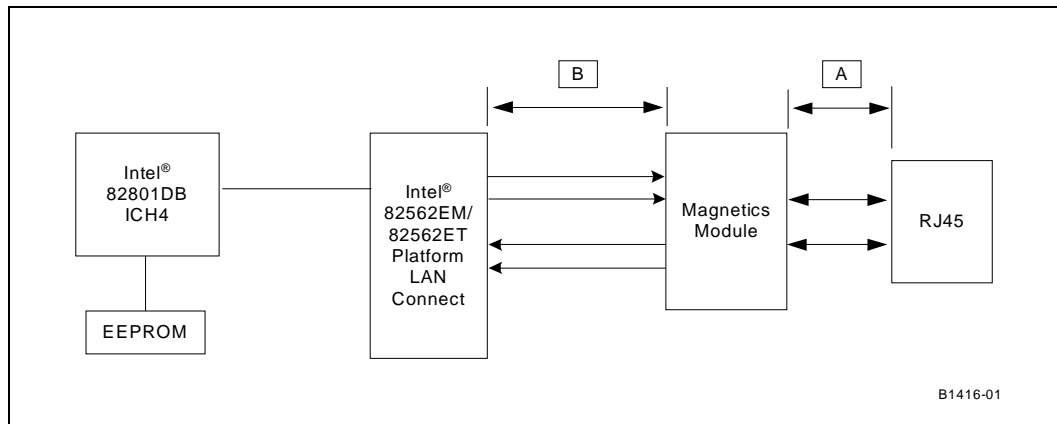 B
A
Intel®
82801DB
ICH4
Intel®
82562EM/
82562ET
Platform
LAN
Connect
Magnetics
Module
RJ45
EEPROM
B1416-01